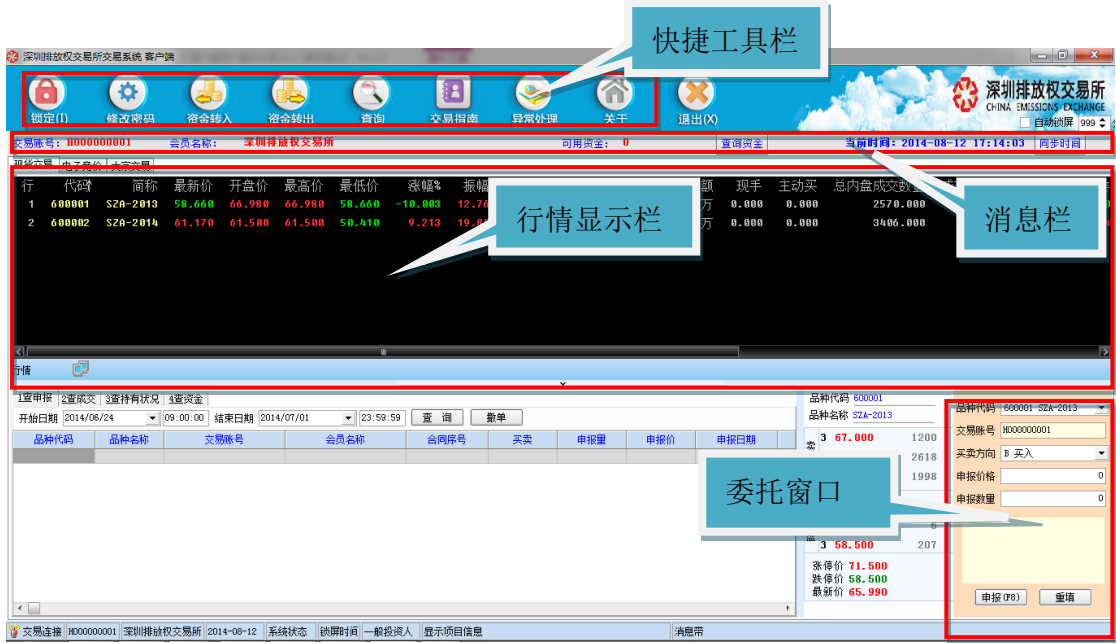 快捷工具栏
深圳排放权交易所交易系统 客户端
锁定(I) 修改密码 资金转入 资金转出 查询 交易指南 异常处理 关于 退出(X)
深圳排放权交易所
CHINA EMISSIONS EXCHANGE
自动锁屏 999
交易账号: H00000001 会员名称: 深圳排放权交易所 可用资金: 0 查询资金 当前时间: 2014-08-12 17:14:03 同步时间
现货交易 电子竞价 大宗交易
行 代码 简称 最新价 开盘价 最高价 最低价 涨幅% 振幅 额 现手 主动买 总内盘成交数量
1 600001 SZA-2013 58.660 66.980 66.980 58.660 -10.003 12.76 万 0.000 0.000 2570.000
2 600002 SZA-2014 61.170 61.500 61.500 50.410 9.213 19.8 万 0.000 0.000 3406.000
行情显示栏
消息栏
行情
1查申报 2查成交 3查持有状况 4查资金
开始日期 2014/06/24 09:00:00 结束日期 2014/07/01 23:59:59 查 询 撤单
品种代码 品种名称 交易账号 会员名称 合同序号 买卖 申报量 申报价 申报日期
品种代码 600001
品种名称 SZA-2013
卖 3 67.000 1200
2618
1998
6
3 58.500 207
涨停价 71.500
跌停价 58.500
最新价 65.990
委托窗口
品种代码 600001 SZA-2013
交易账号 H00000001
买卖方向 B 买入
申报价格 0
申报数量 0
申报(F8) 重填
交易连接 H00000001 深圳排放权交易所 2014-08-12 系统状态 锁屏时间 一般投资人 显示项目信息 消息带